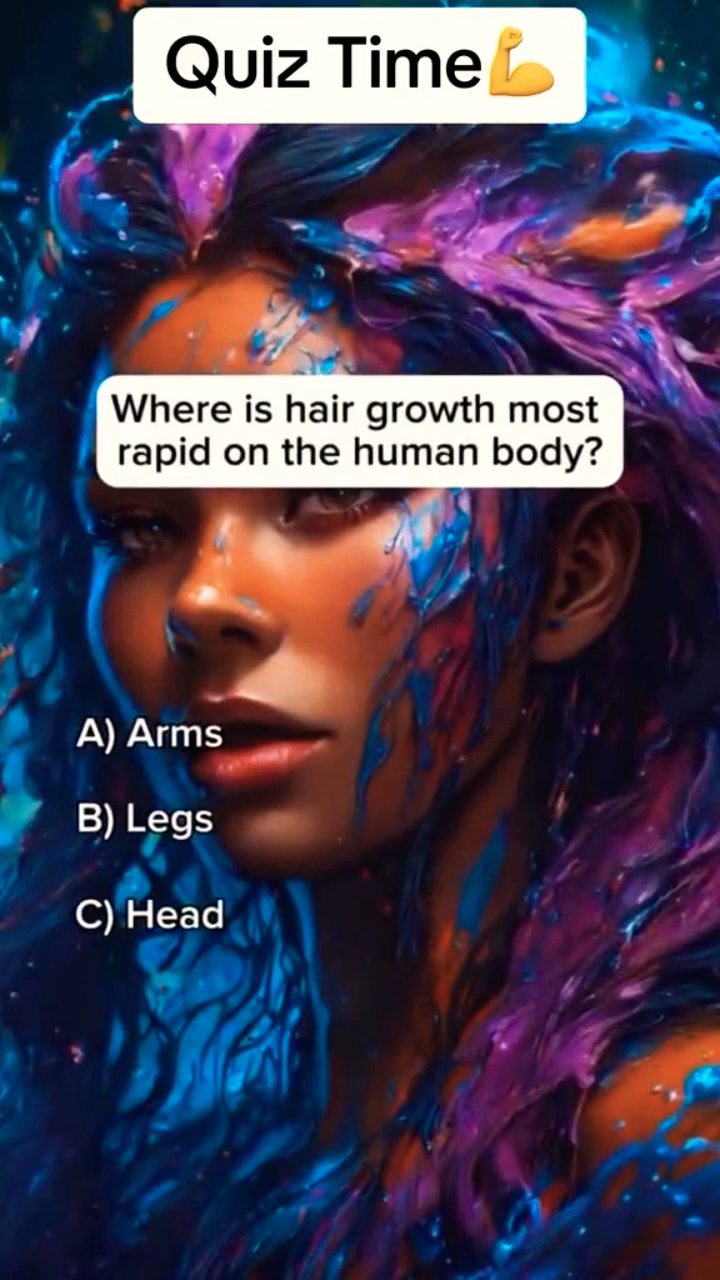 Quiz Time💪
Where is hair growth most
rapid on the human body?
A) Arms
B) Legs
C) Head